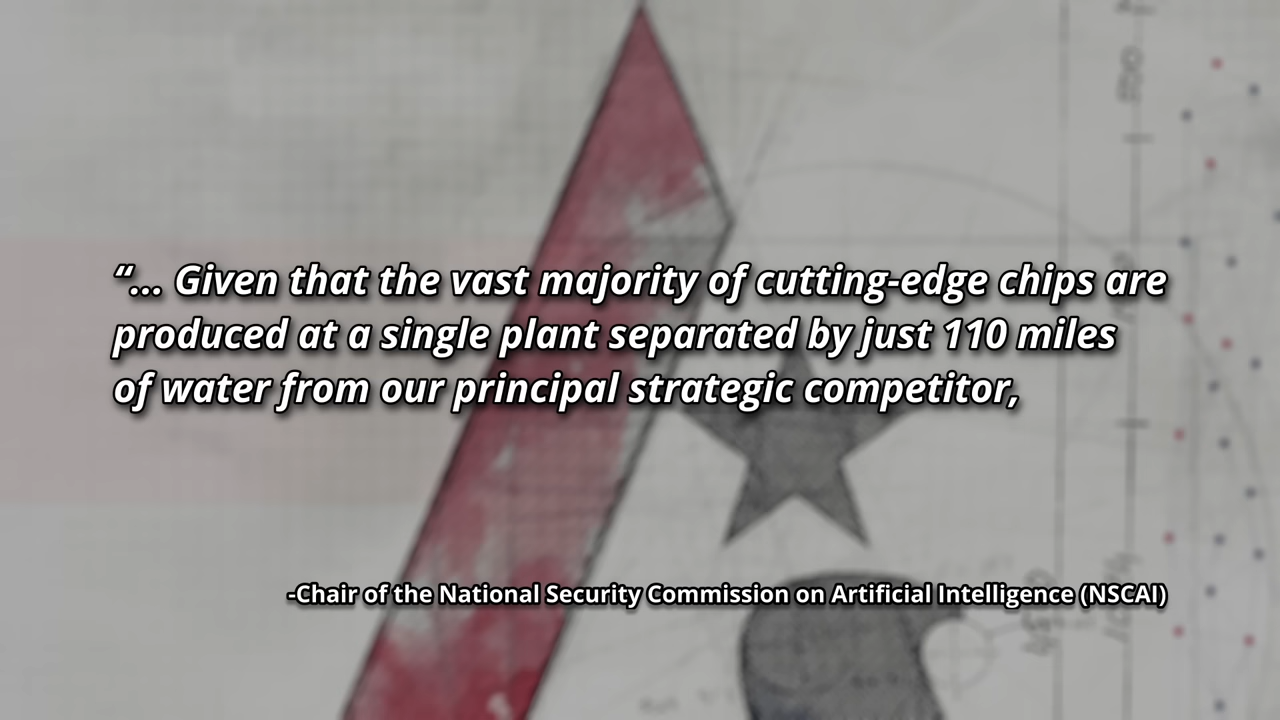 “... Given that the vast majority of cutting-edge chips are
produced at a single plant separated by just 110 miles
of water from our principal strategic competitor,
-Chair of the National Security Commission on Artificial Intelligence (NSCAI)